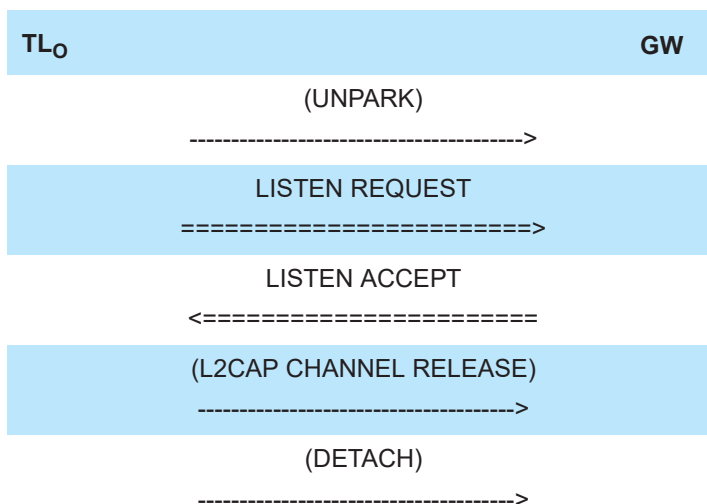 TLO GW
(UNPARK)
---------------------------------------->
LISTEN REQUEST
========================>
LISTEN ACCEPT
<=======================
(L2CAP CHANNEL RELEASE)
-------------------------------------->
(DETACH)
-------------------------------------->